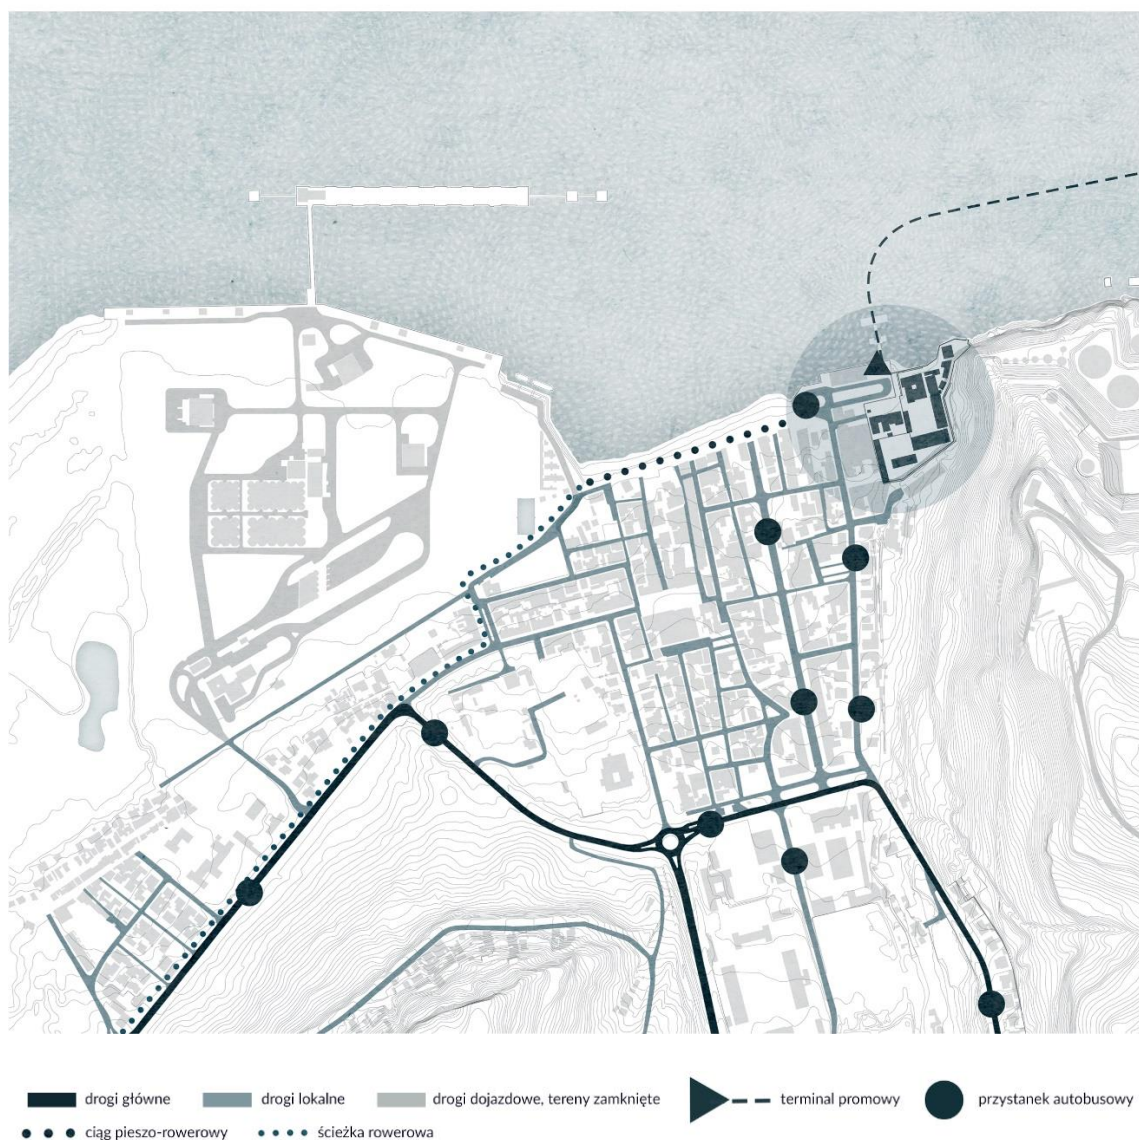 drogi główne drogi lokalne drogi dojazdowe, tereny zamknięte terminal promowy przystanek autobusowy
ciąg pieszo-rowerowy ścieżka rowerowa